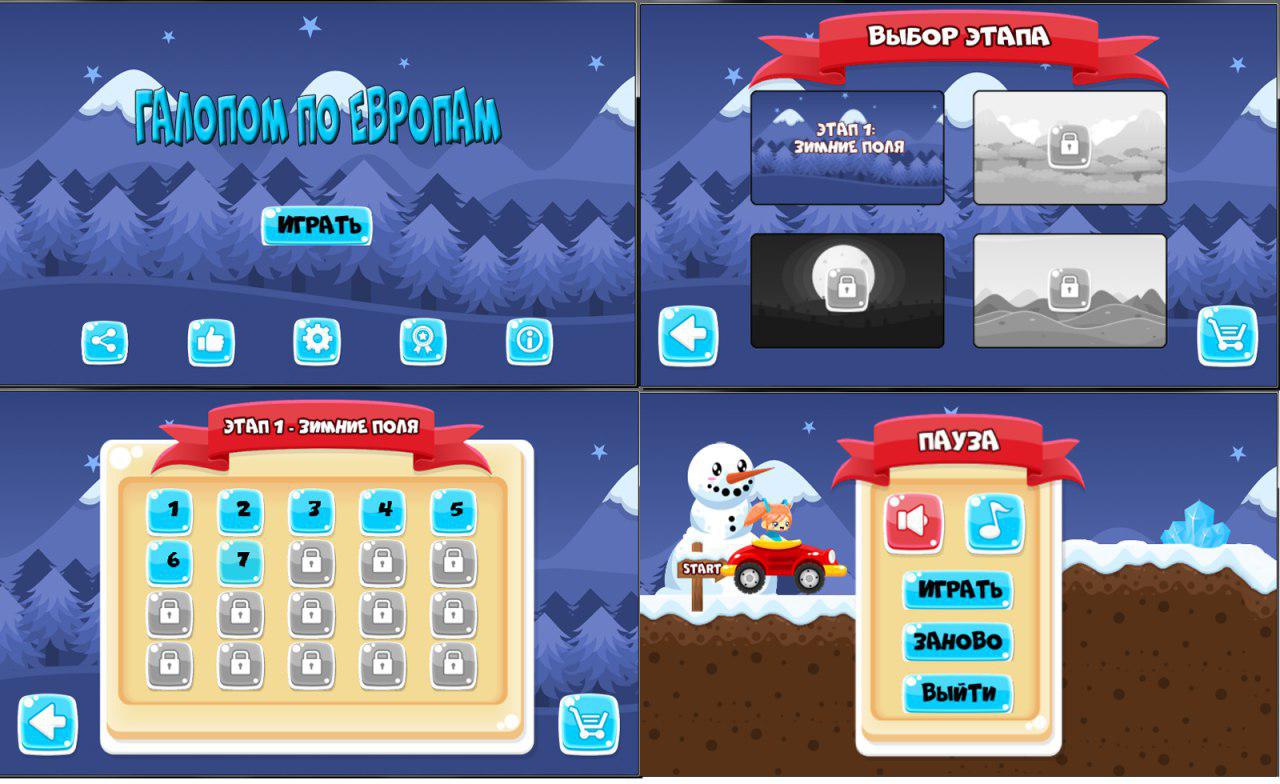 ГАЛОПОМ ПО ЕВРОПАМ
ИГРАТЬ
ВЫБОР ЭТАПА
ЭТАП 1:
ЗИМНИЕ ПОЛЯ
ЭТАП 1 - ЗИМНИЕ ПОЛЯ
1 2 3 4 5
6 7
ПАУЗА
START
ИГРАТЬ
ЗАНОВО
ВЫЙТИ